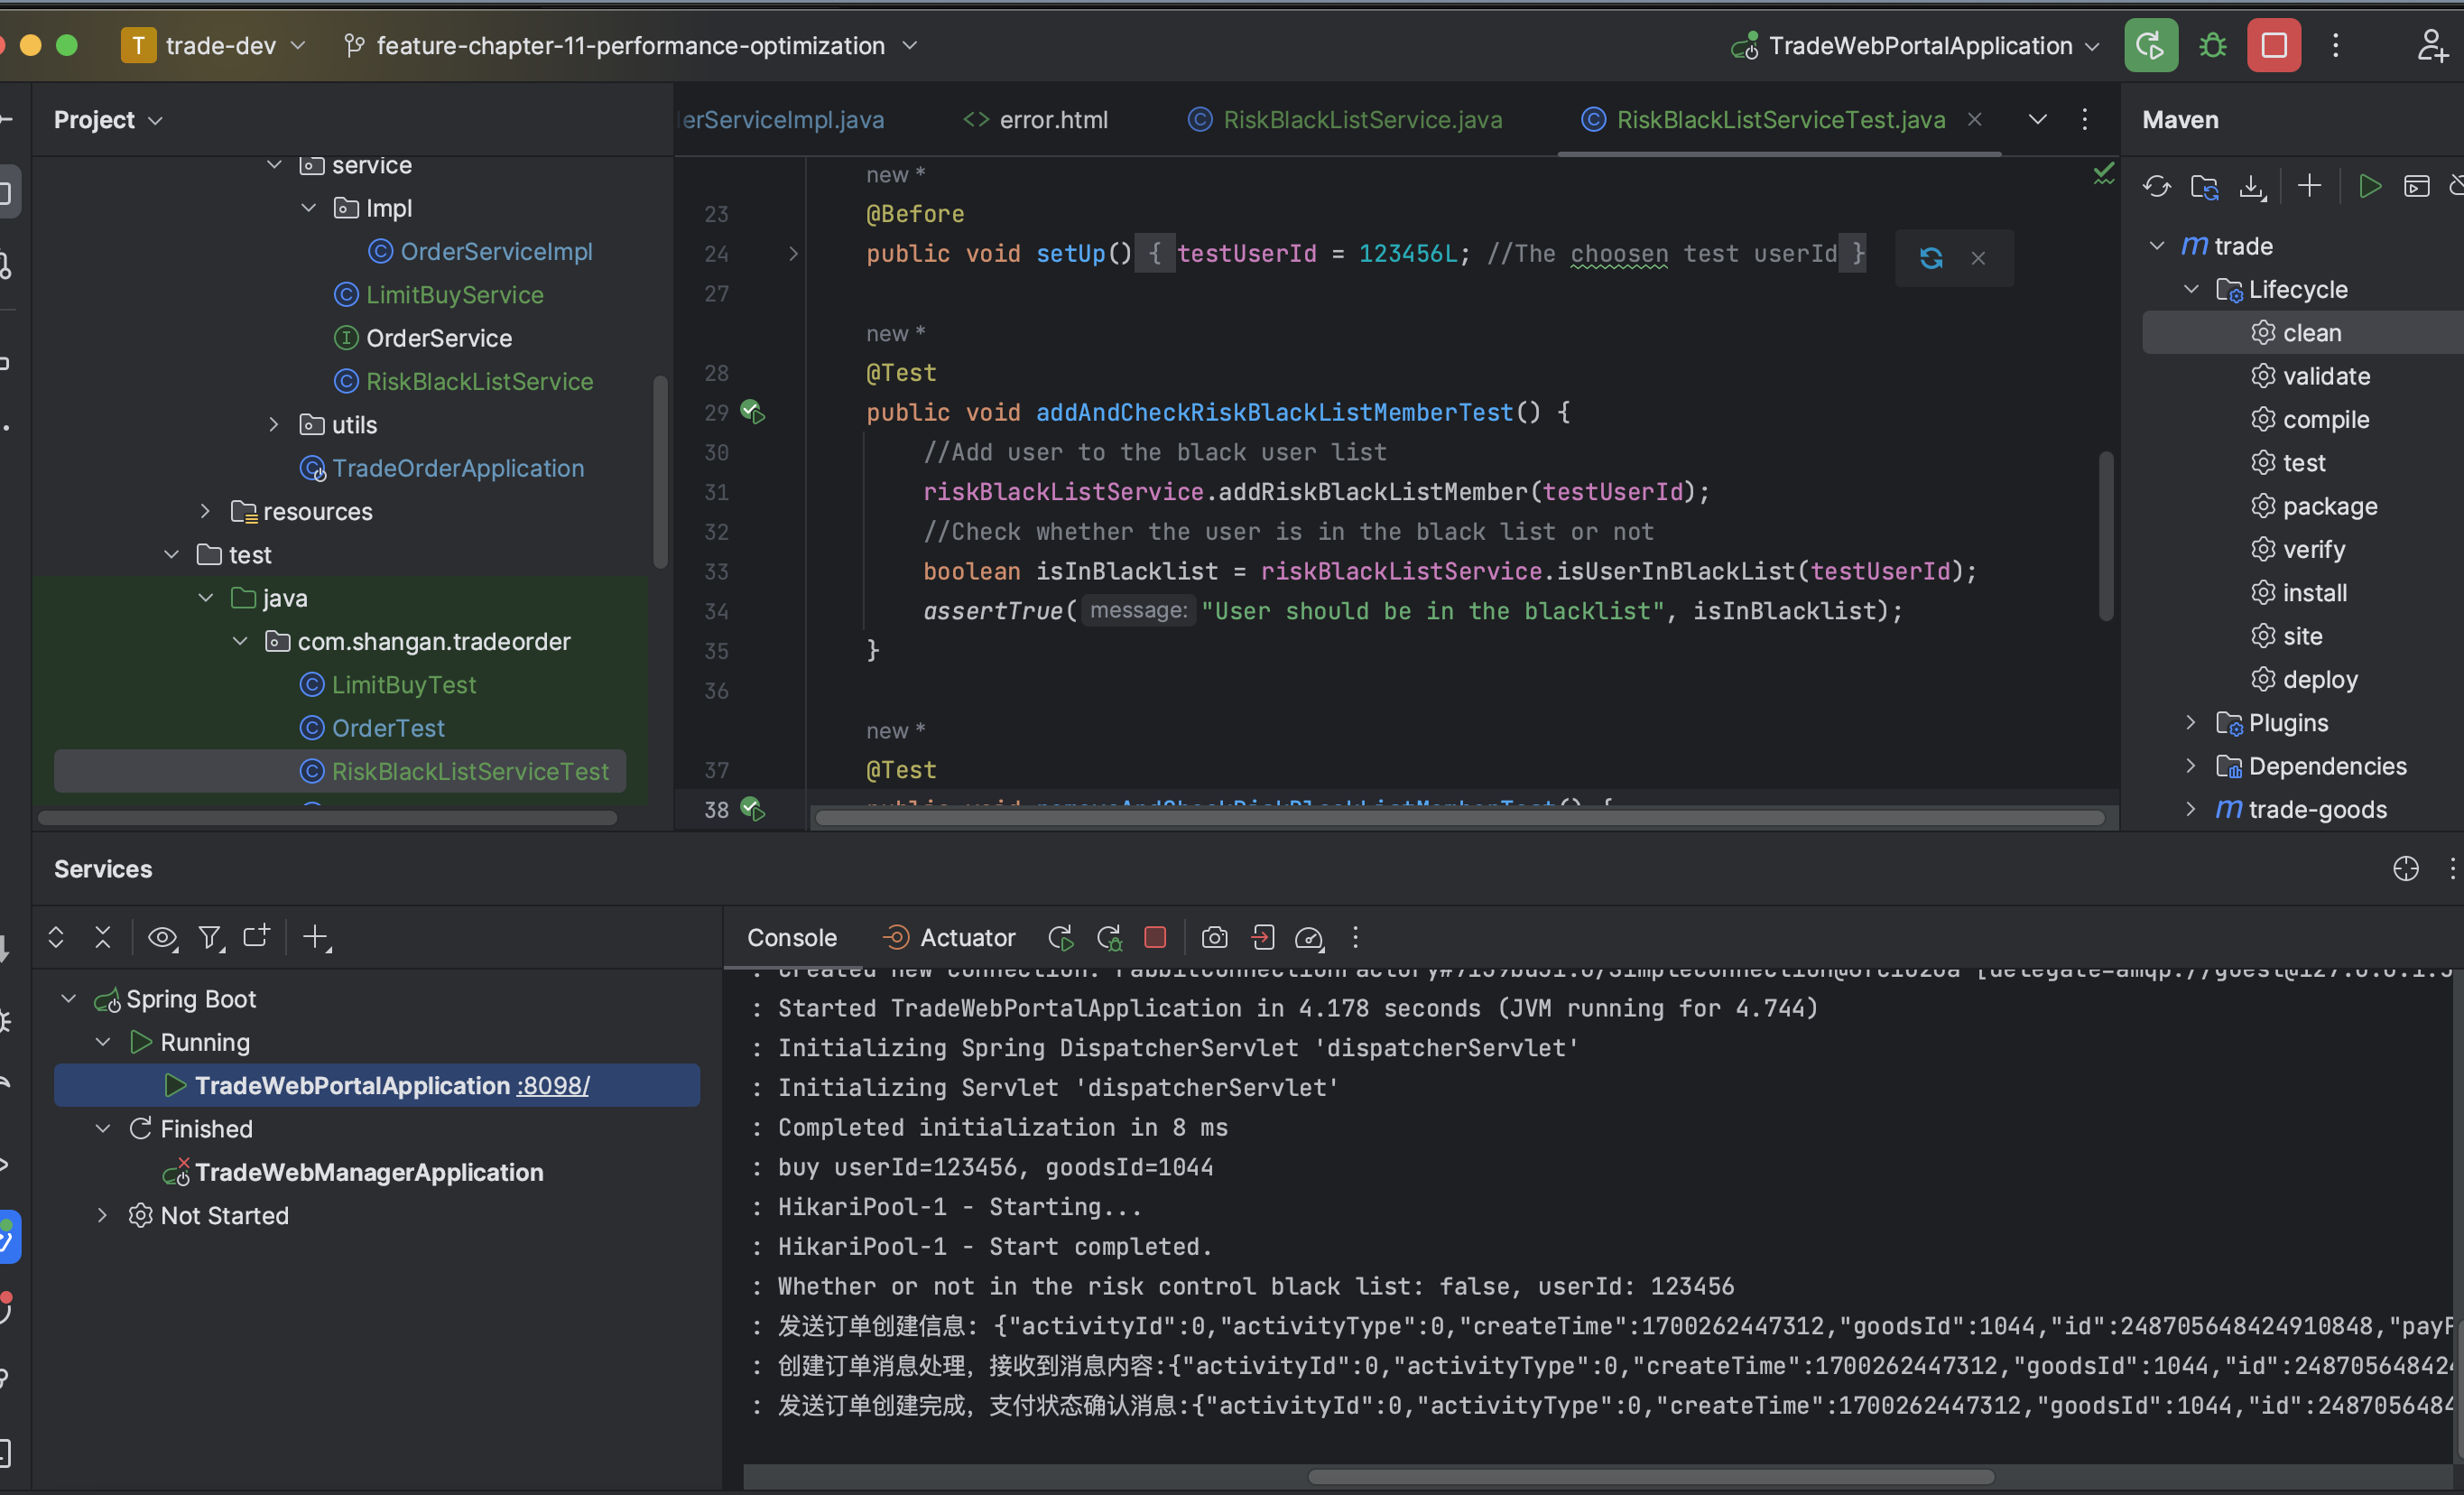 T trade-dev feature-chapter-11-performance-optimization TradeWebPortalApplication
Project
service
Impl
OrderServiceImpl
LimitBuyService
OrderService
RiskBlackListService
utils
TradeOrderApplication
resources
test
java
com.shangan.tradeorder
LimitBuyTest
OrderTest
RiskBlackListServiceTest
erServiceImpl.java error.html RiskBlackListService.java RiskBlackListServiceTest.java
new *
23 @Before
24 public void setUp() { testUserId = 123456L; //The choosen test userId }
27
new *
28 @Test
29 public void addAndCheckRiskBlackListMemberTest() {
30 //Add user to the black user list
31 riskBlackListService.addRiskBlackListMember(testUserId);
32 //Check whether the user is in the black list or not
33 boolean isInBlacklist = riskBlackListService.isUserInBlackList(testUserId);
34 assertTrue( message: "User should be in the blacklist", isInBlacklist);
35 }
36
new *
37 @Test
38 public void removeAndCheckRiskBlackListMemberTest() {
Maven
m trade
Lifecycle
clean
validate
compile
test
package
verify
install
site
deploy
Plugins
Dependencies
m trade-goods
Services
Spring Boot
Running
TradeWebPortalApplication :8098/
Finished
TradeWebManagerApplication
Not Started
Console Actuator
: Started TradeWebPortalApplication in 4.178 seconds (JVM running for 4.744)
: Initializing Spring DispatcherServlet 'dispatcherServlet'
: Initializing Servlet 'dispatcherServlet'
: Completed initialization in 8 ms
: buy userId=123456, goodsId=1044
: HikariPool-1 - Starting...
: HikariPool-1 - Start completed.
: Whether or not in the risk control black list: false, userId: 123456
: 发送订单创建信息: {"activityId":0,"activityType":0,"createTime":1700262447312,"goodsId":1044,"id":248705648424910848,"payP
: 创建订单消息处理，接收到消息内容:{"activityId":0,"activityType":0,"createTime":1700262447312,"goodsId":1044,"id":24870564842
: 发送订单创建完成，支付状态确认消息:{"activityId":0,"activityType":0,"createTime":1700262447312,"goodsId":1044,"id":2487056484